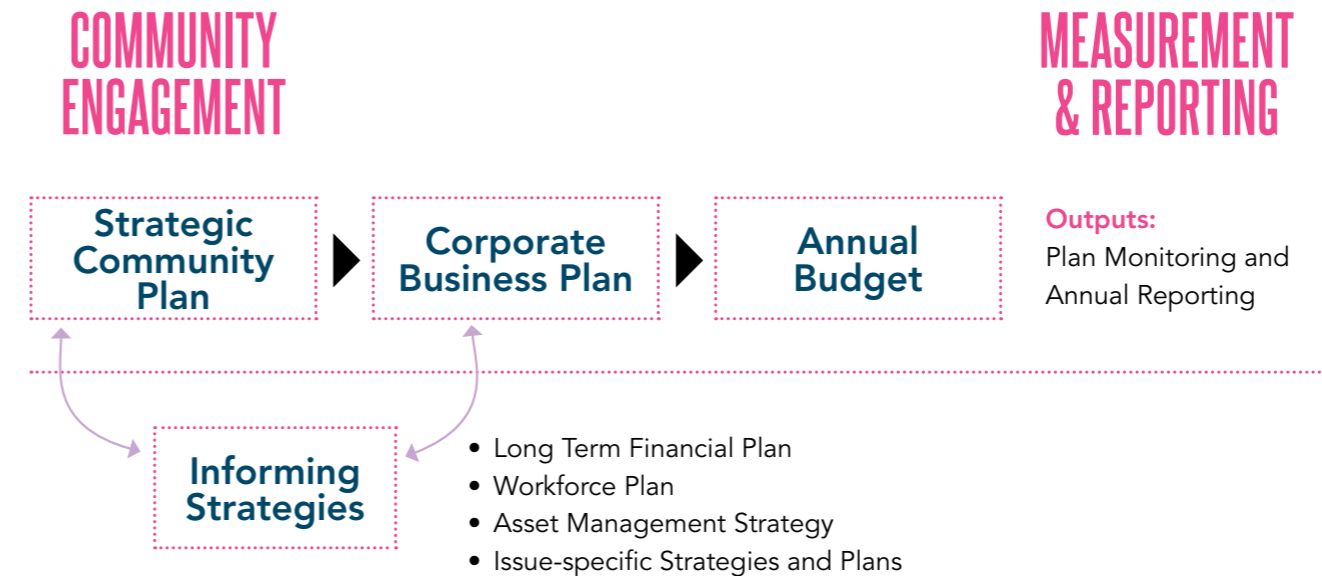 COMMUNITY
ENGAGEMENT
MEASUREMENT
& REPORTING
Strategic
Community
Plan
Corporate
Business Plan
Annual
Budget
Outputs:
Plan Monitoring and
Annual Reporting
Informing
Strategies
• Long Term Financial Plan
• Workforce Plan
• Asset Management Strategy
• Issue-specific Strategies and Plans